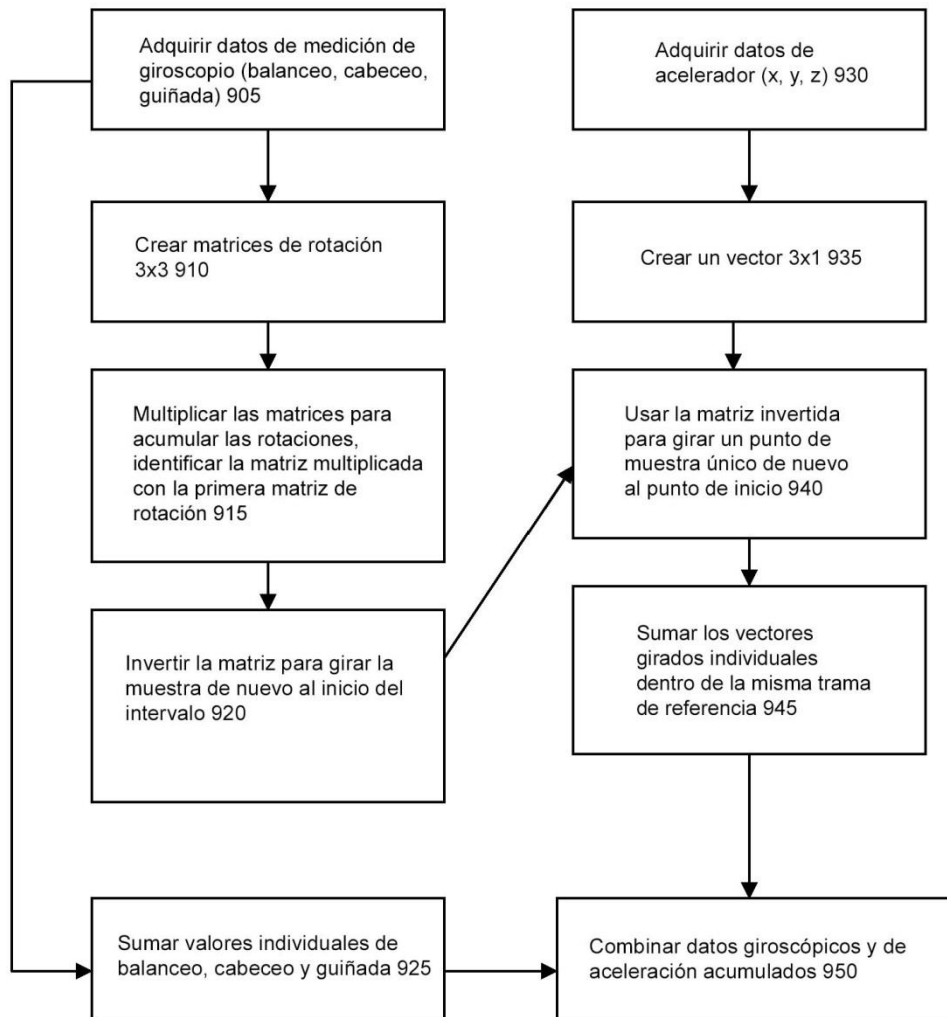 Adquirir datos de medición de
giroscopio (balanceo, cabeceo,
guiñada) 905
Crear matrices de rotación
3x3 910
Multiplicar las matrices para
acumular las rotaciones,
identificar la matriz multiplicada
con la primera matriz de
rotación 915
Invertir la matriz para girar la
muestra de nuevo al inicio del
intervalo 920
Sumar valores individuales de
balanceo, cabeceo y guiñada 925
Adquirir datos de
acelerador (x, y, z) 930
Crear un vector 3x1 935
Usar la matriz invertida
para girar un punto de
muestra único de nuevo
al punto de inicio 940
Sumar los vectores
girados individuales
dentro de la misma trama
de referencia 945
Combinar datos giroscópicos y de
aceleración acumulados 950